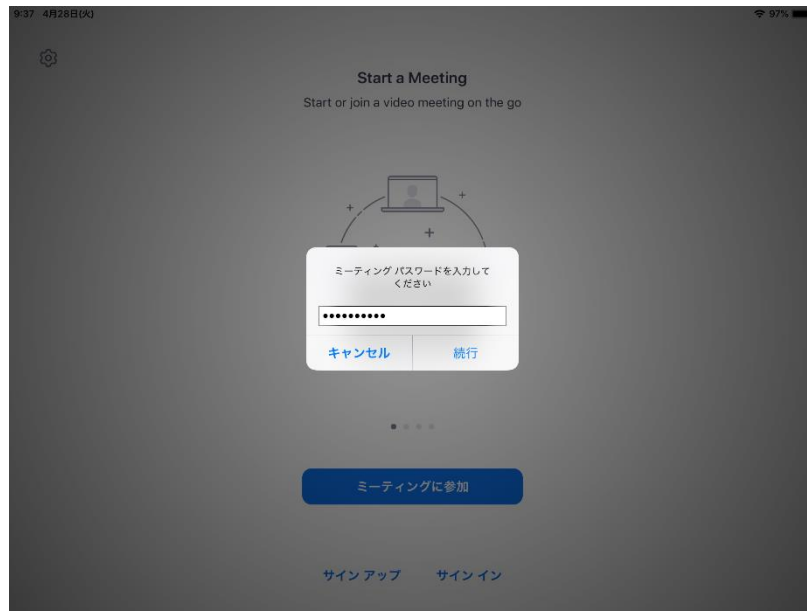 9:37 4月28日(火)
97%
Start a Meeting
Start or join a video meeting on the go
ミーティング パスワードを入力して
ください
••••••••••
キャンセル
続行
ミーティングに参加
サイン アップ
サイン イン